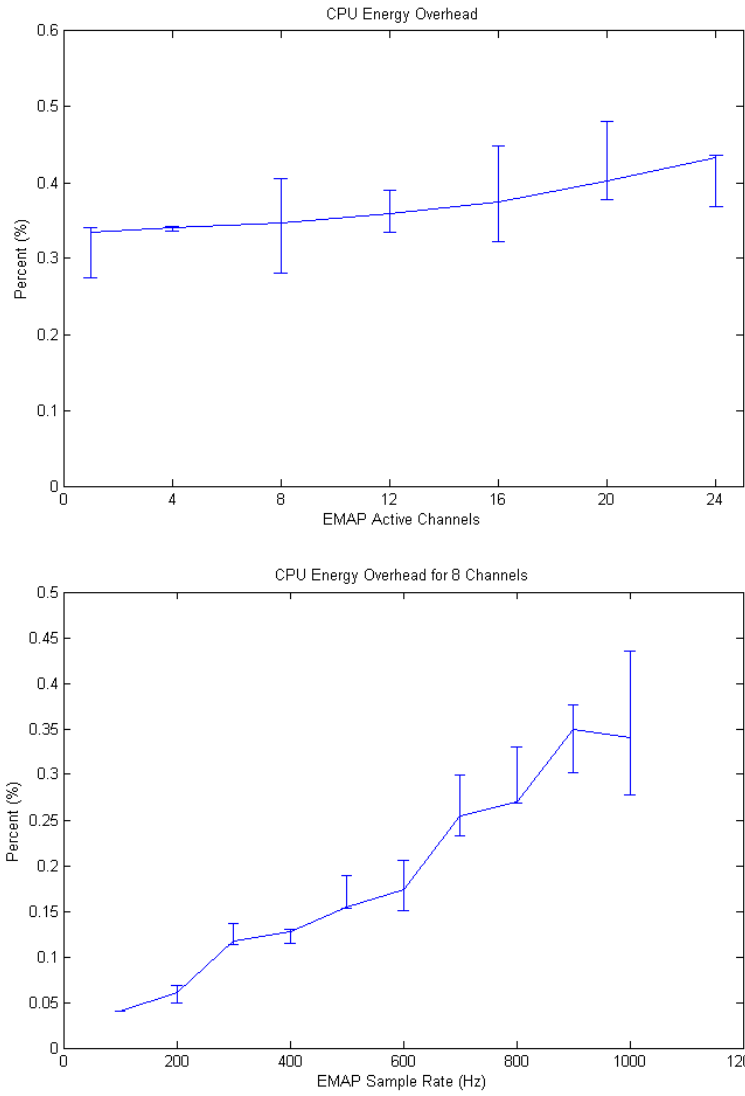 CPU Energy Overhead
0.6
0.5
0.4
0.3
0.2
0.1
0
Percent (%)
0 4 8 12 16 20 24
EMAP Active Channels
CPU Energy Overhead for 8 Channels
0.5
0.45
0.4
0.35
0.3
0.25
0.2
0.15
0.1
0.05
0
Percent (%)
0 200 400 600 800 1000 120
EMAP Sample Rate (Hz)